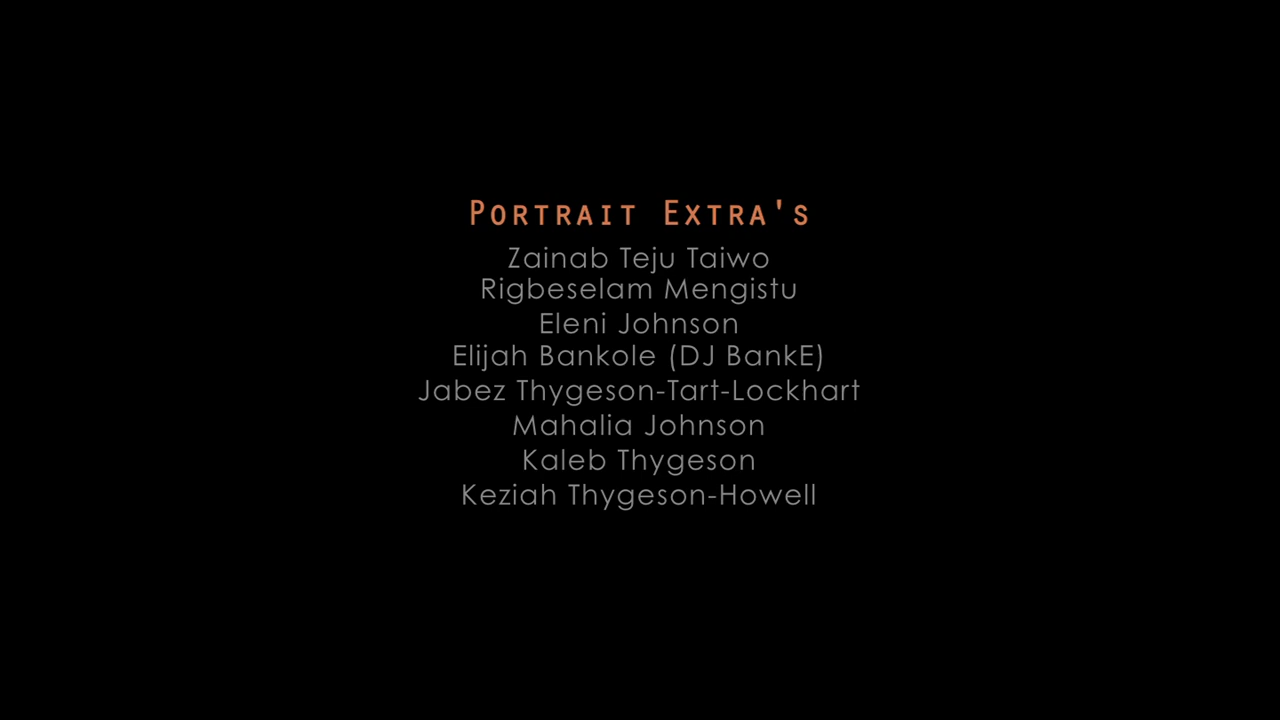 Portrait Extra's
Zainab Teju Taiwo
Rigbeselam Mengistu
Eleni Johnson
Elijah Bankole (DJ BankE)
Jabez Thygeson-Tart-Lockhart
Mahalia Johnson
Kaleb Thygeson
Keziah Thygeson-Howell